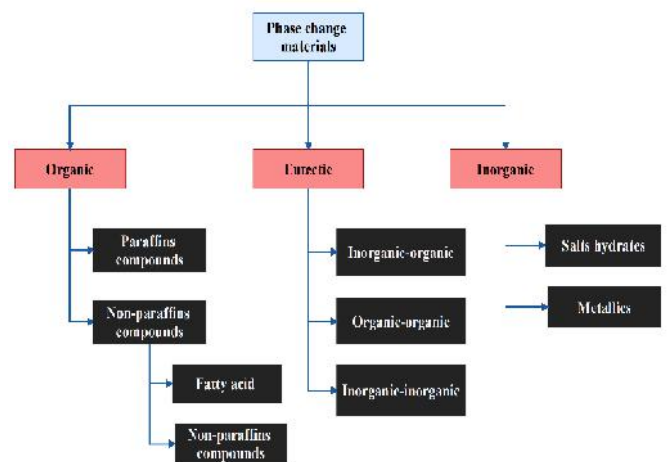 Phase change
materials
Organic
Eutectic
Inorganic
Paraffins
compounds
Non-paraffins
compounds
Fatty acid
Non-paraffins
compounds
Inorganic-organic
Organic-organic
Inorganic-inorganic
Salts hydrates
Metallics